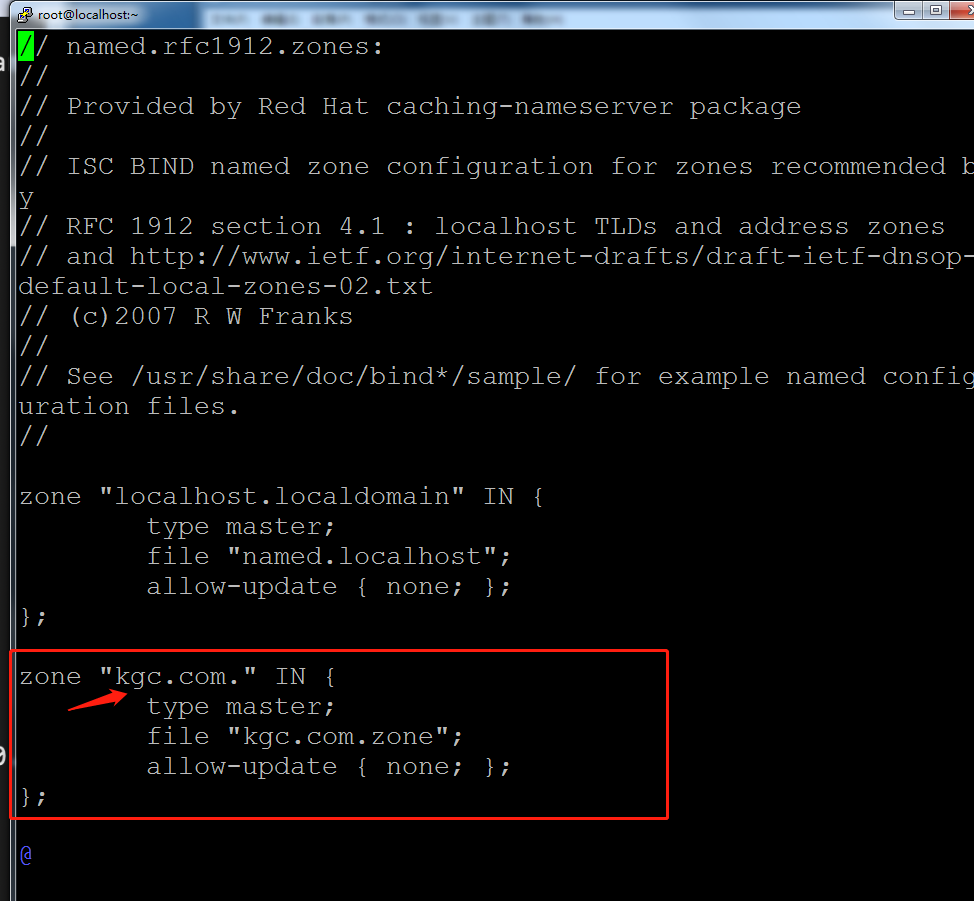 root@localhost:~
// named.rfc1912.zones:
//
// Provided by Red Hat caching-nameserver package
//
// ISC BIND named zone configuration for zones recommended b
y
// RFC 1912 section 4.1 : localhost TLDs and address zones
// and http://www.ietf.org/internet-drafts/draft-ietf-dnsop-
default-local-zones-02.txt
// (c)2007 R W Franks
//
// See /usr/share/doc/bind*/sample/ for example named config
uration files.
//
zone "localhost.localdomain" IN {
type master;
file "named.localhost";
allow-update { none; };
};
zone "kgc.com." IN {
type master;
file "kgc.com.zone";
allow-update { none; };
};
@